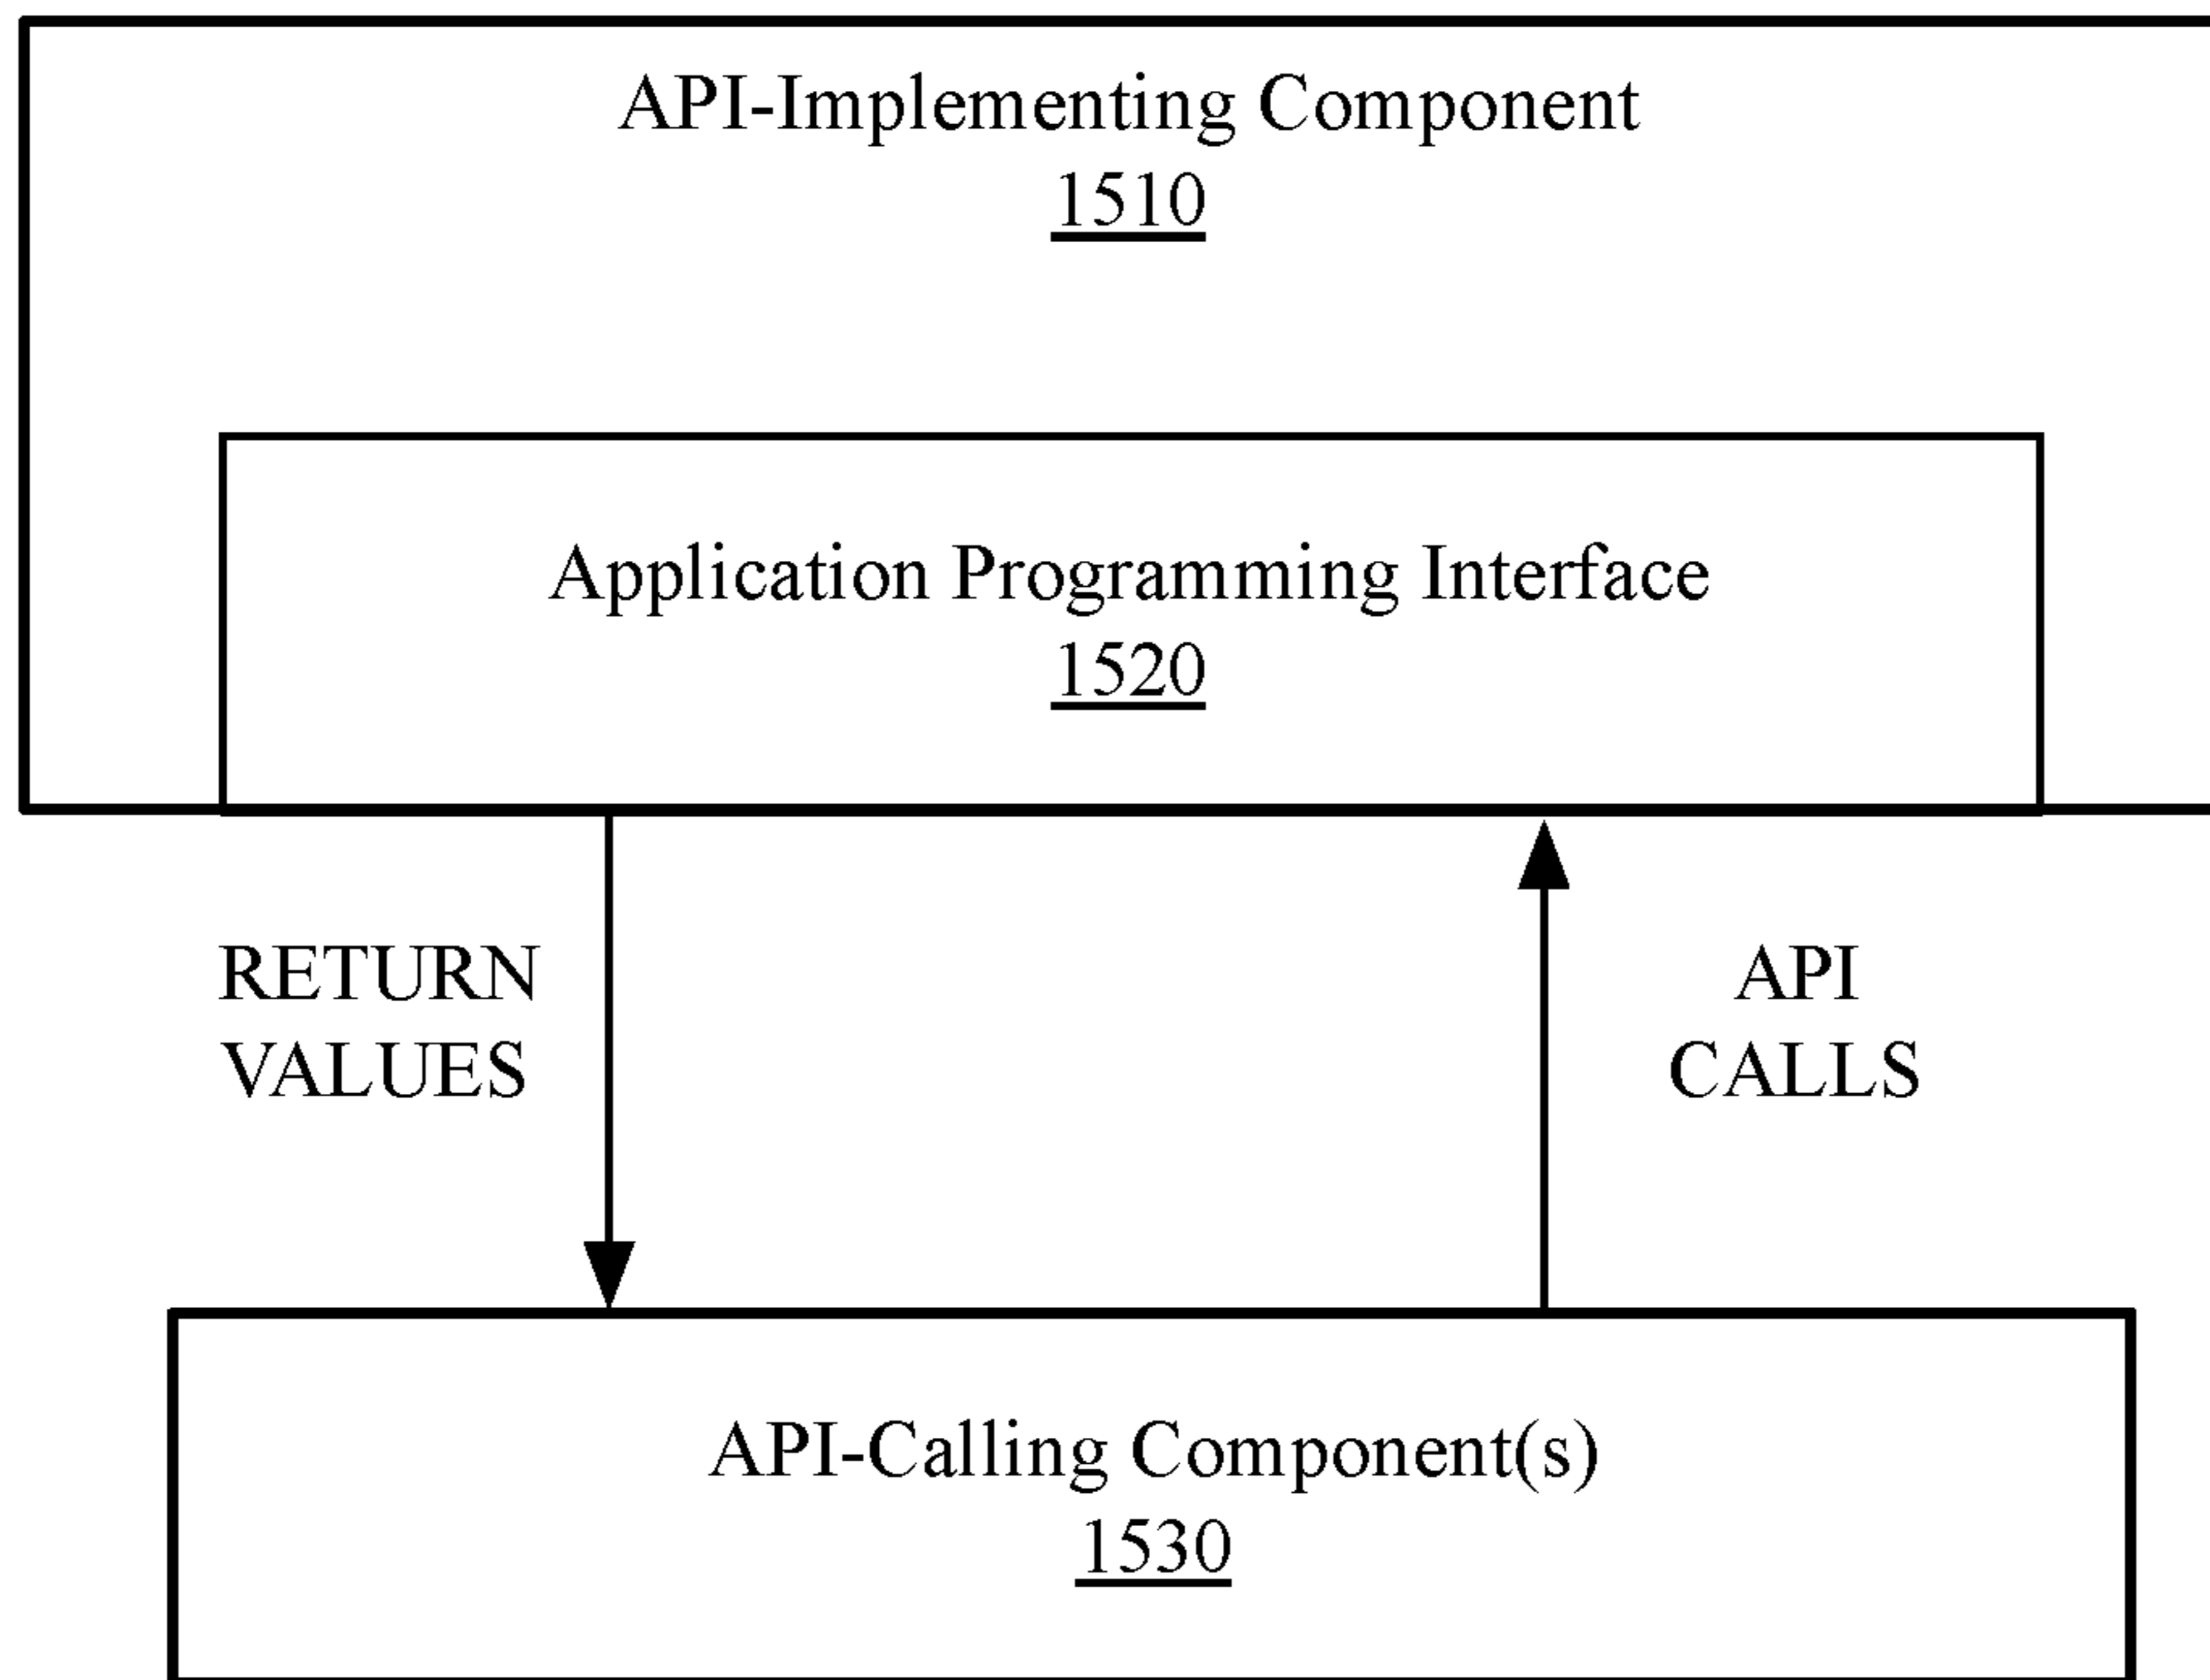 API-Implementing Component
1510
Application Programming Interface
1520
RETURN
VALUES
API
CALLS
API-Calling Component(s)
1530